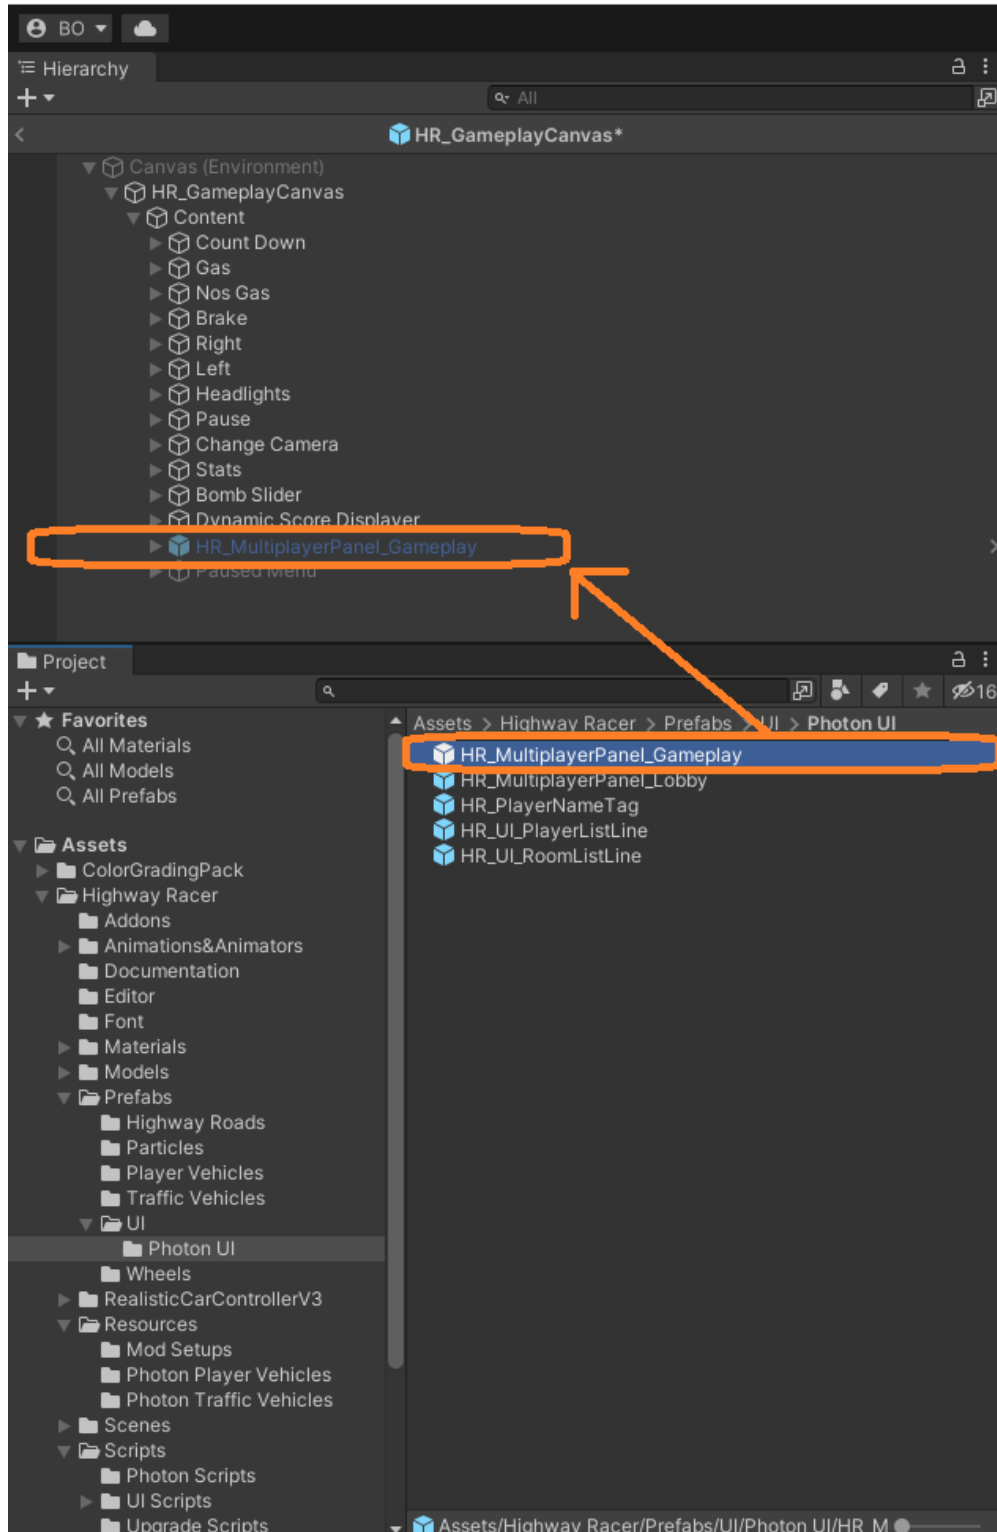 BO
Hierarchy
All
HR_GameplayCanvas*
Canvas (Environment)
HR_GameplayCanvas
Content
Count Down
Gas
Nos Gas
Brake
Right
Left
Headlights
Pause
Change Camera
Stats
Bomb Slider
Dynamic Score Displayer
HR_MultiplayerPanel_Gameplay
Paused Menu
Project
16
Favorites
All Materials
All Models
All Prefabs
Assets
ColorGradingPack
Highway Racer
Addons
Animations&Animators
Documentation
Editor
Font
Materials
Models
Prefabs
Highway Roads
Particles
Player Vehicles
Traffic Vehicles
UI
Photon UI
Wheels
RealisticCarControllerV3
Resources
Mod Setups
Photon Player Vehicles
Photon Traffic Vehicles
Scenes
Scripts
Photon Scripts
UI Scripts
Upgrade Scripts
Assets > Highway Racer > Prefabs > UI > Photon UI
HR_MultiplayerPanel_Gameplay
HR_MultiplayerPanel_Lobby
HR_PlayerNameTag
HR_UI_PlayerListLine
HR_UI_RoomListLine
Assets/Highway Racer/Prefabs/UI/Photon UI/HR_M